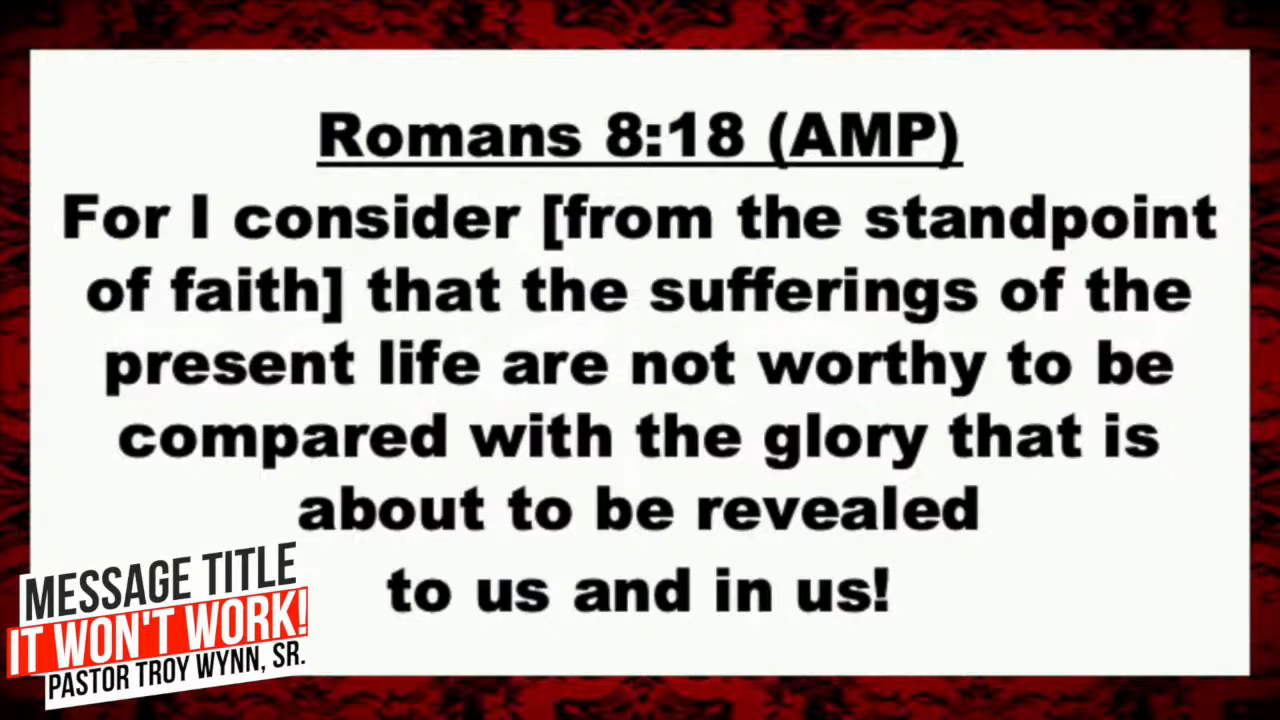 Romans 8:18 (AMP)
For I consider [from the standpoint
of faith] that the sufferings of the
present life are not worthy to be
compared with the glory that is
about to be revealed
to us and in us!
MESSAGE TITLE
IT WON'T WORK!
PASTOR TROY WYNN, SR.